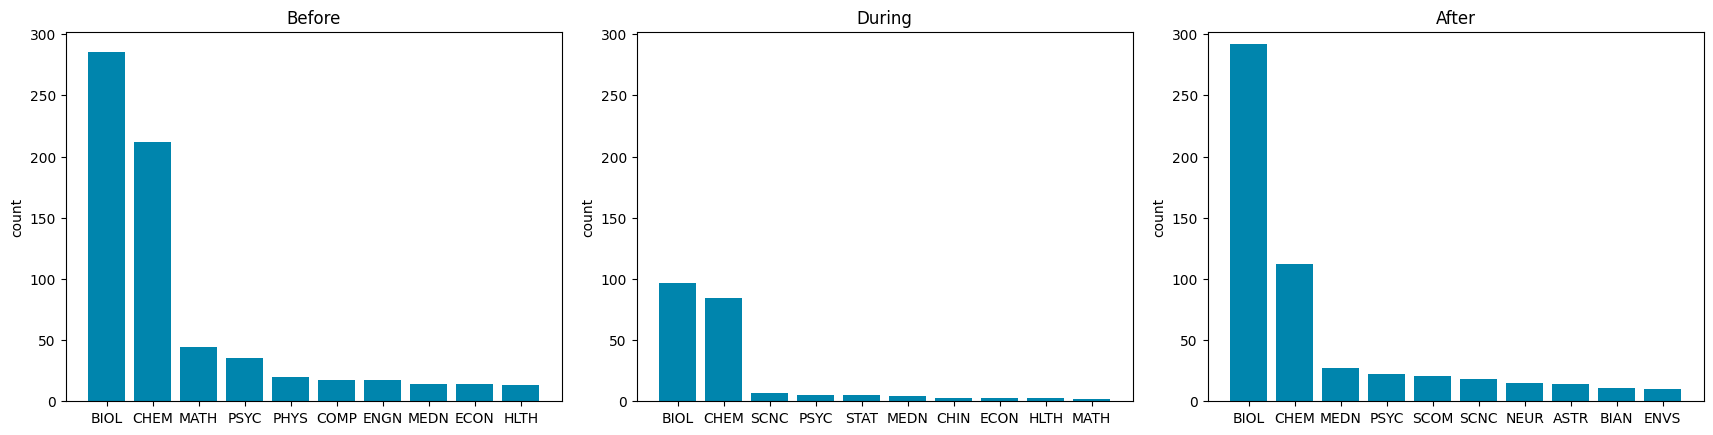 Before
During
After
300
250
200
150
100
50
0
count
BIOL CHEM MATH PSYC PHYS COMP ENGN MEDN ECON HLTH
300
250
200
150
100
50
0
count
BIOL CHEM SCNC PSYC STAT MEDN CHIN ECON HLTH MATH
300
250
200
150
100
50
0
count
BIOL CHEM MEDN PSYC SCOM SCNC NEUR ASTR BIAN ENVS